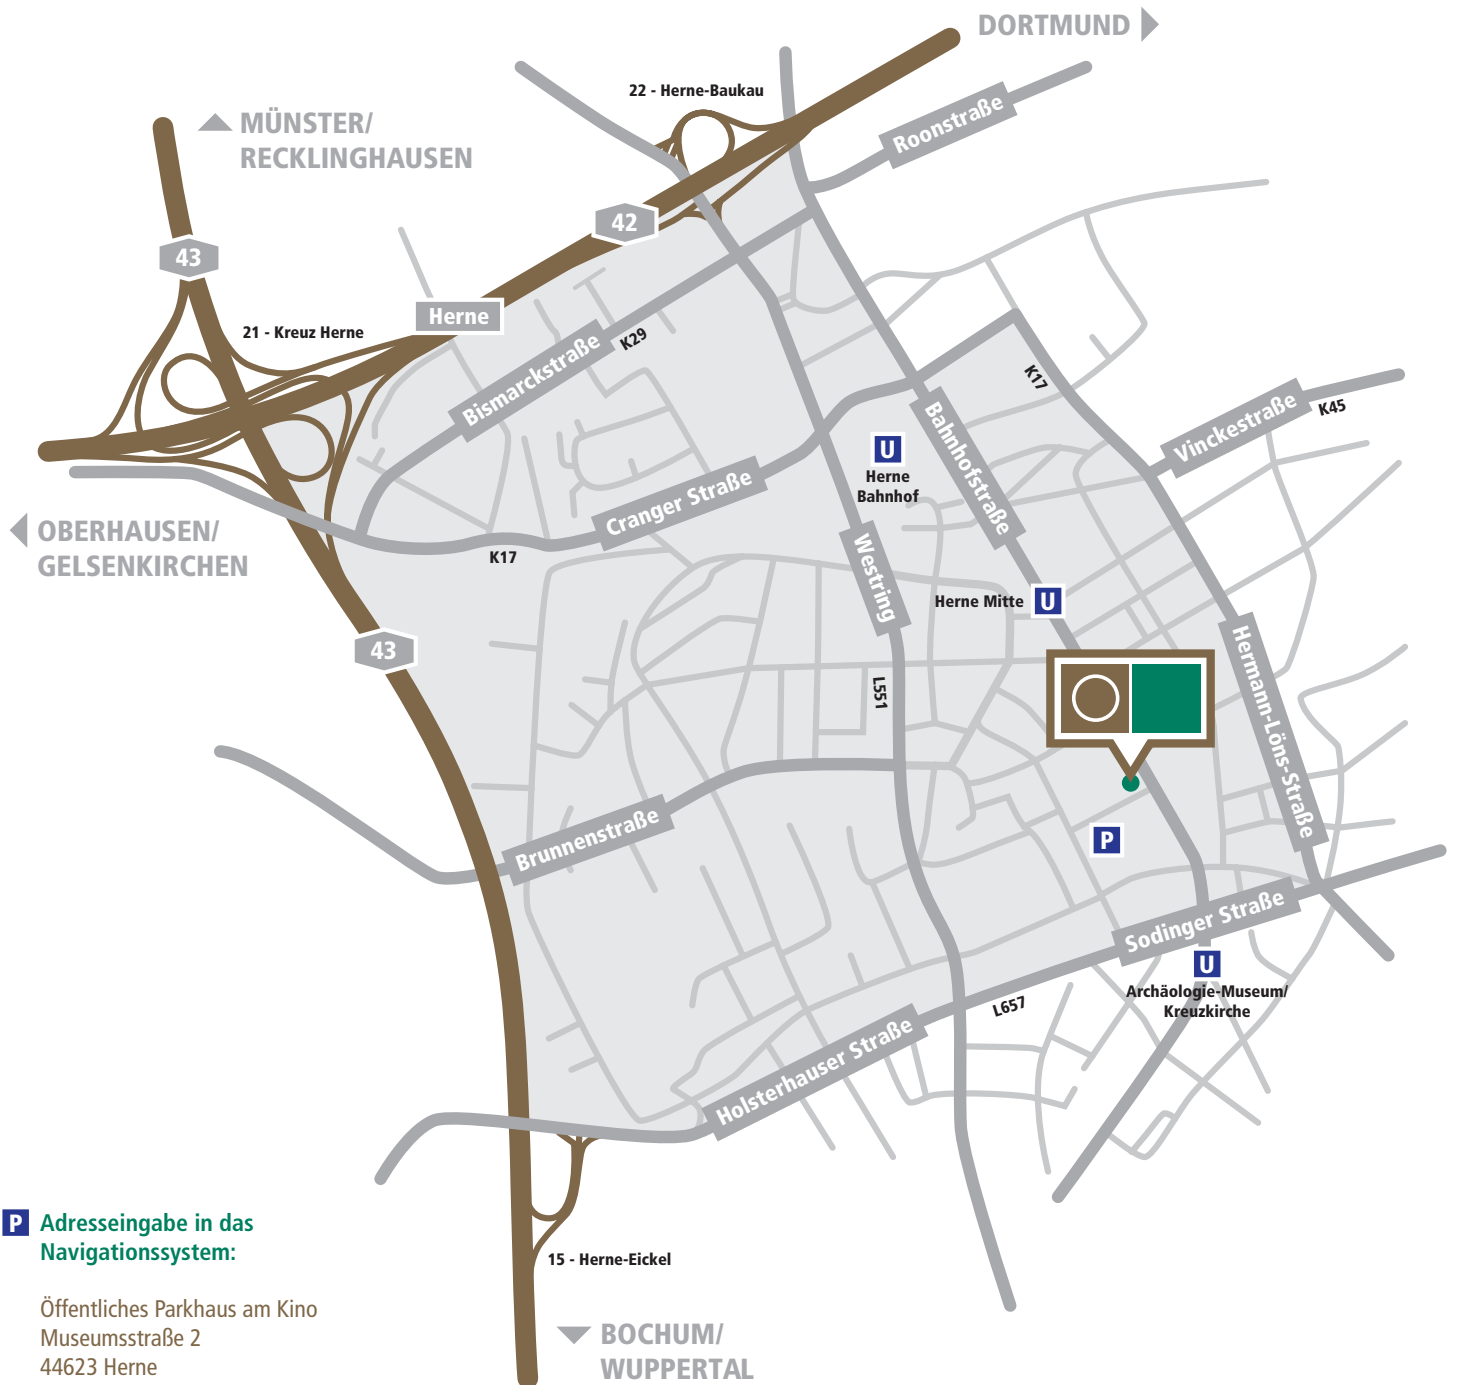 DORTMUND
22 - Herne-Baukau
MÜNSTER/
RECKLINGHAUSEN
Roonstraße
42
43
Herne
21 - Kreuz Herne
Bismarckstraße
K29
K17
Vinckestraße
K45
Bahnhofstraße
U
Herne
Bahnhof
Cranger Straße
OBERHAUSEN/
GELSENKIRCHEN
K17
Westring
Herne Mitte
U
43
Hermann-Löns-Straße
L551
Brunnenstraße
P
Sodinger Straße
U
Archäologie-Museum/
Kreuzkirche
L657
Holsterhauser Straße
P Adresseingabe in das
Navigationssystem:
15 - Herne-Eickel
Öffentliches Parkhaus am Kino
Museumsstraße 2
44623 Herne
BOCHUM/
WUPPERTAL